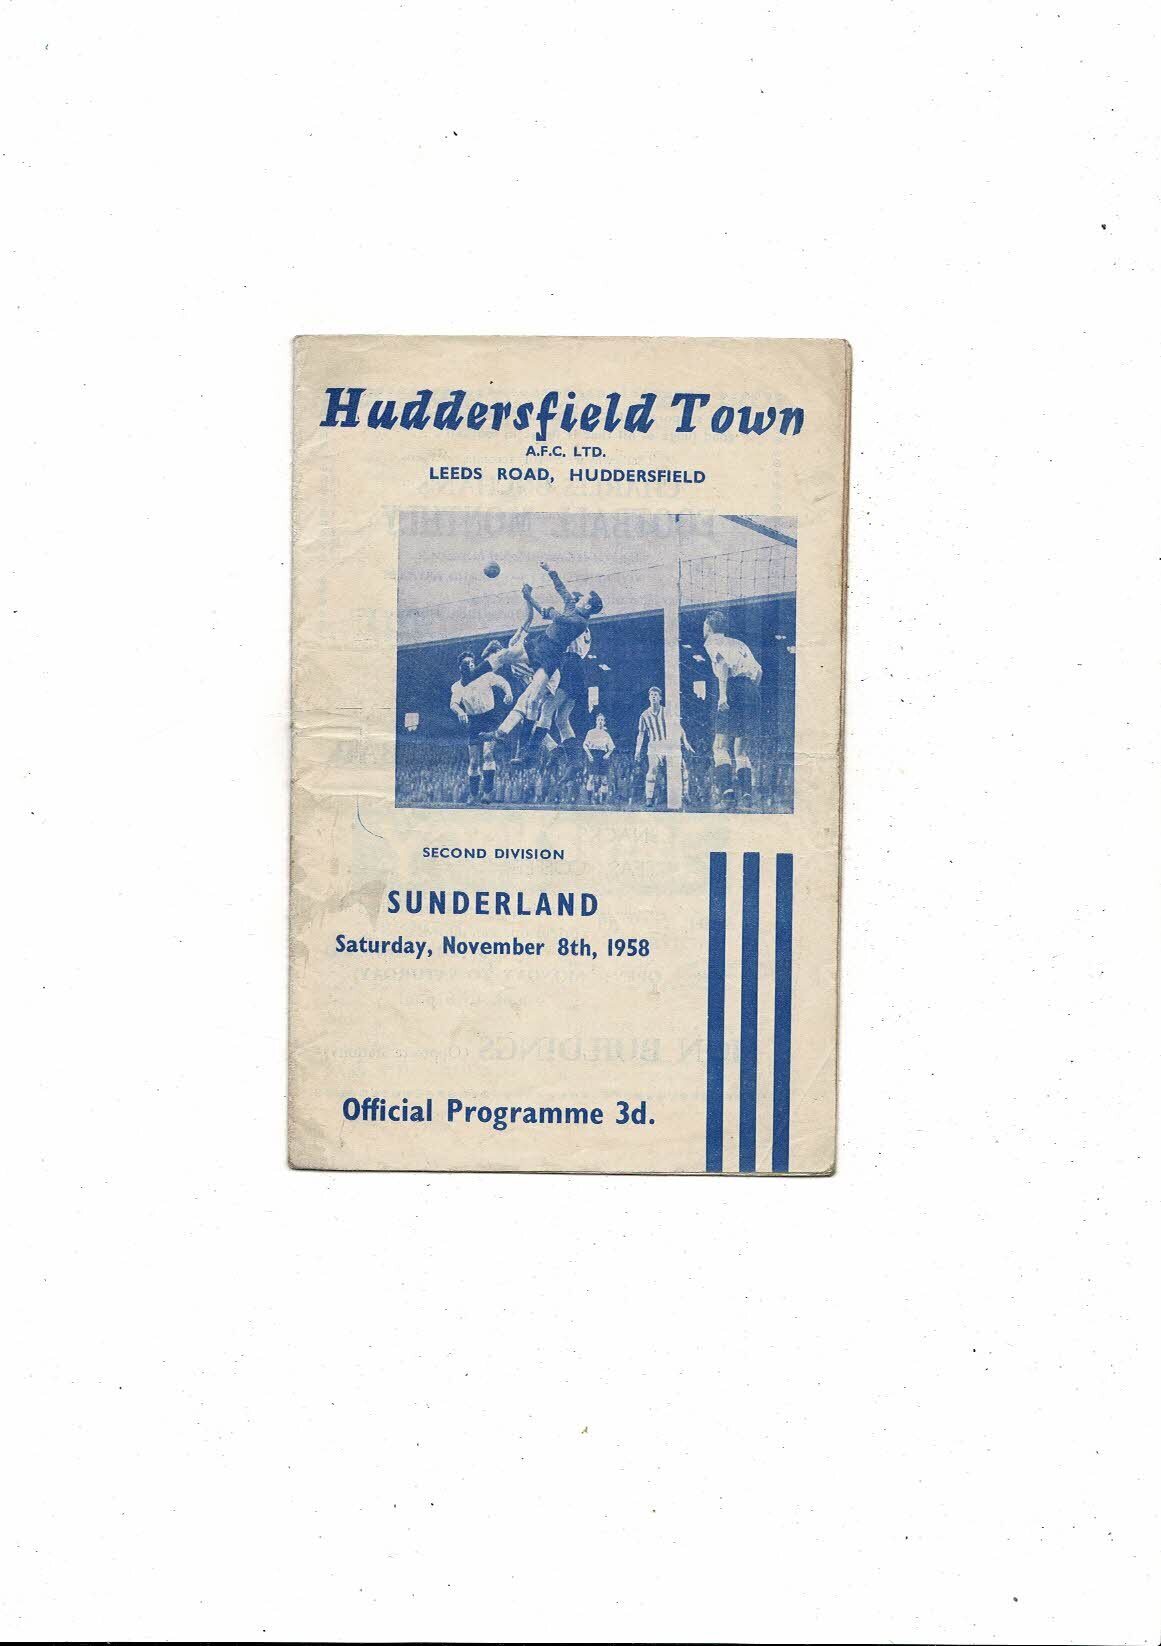 Huddersfield Town
A.F.C. LTD.
LEEDS ROAD, HUDDERSFIELD
SECOND DIVISION
SUNDERLAND
Saturday, November 8th, 1958
Official Programme 3d.